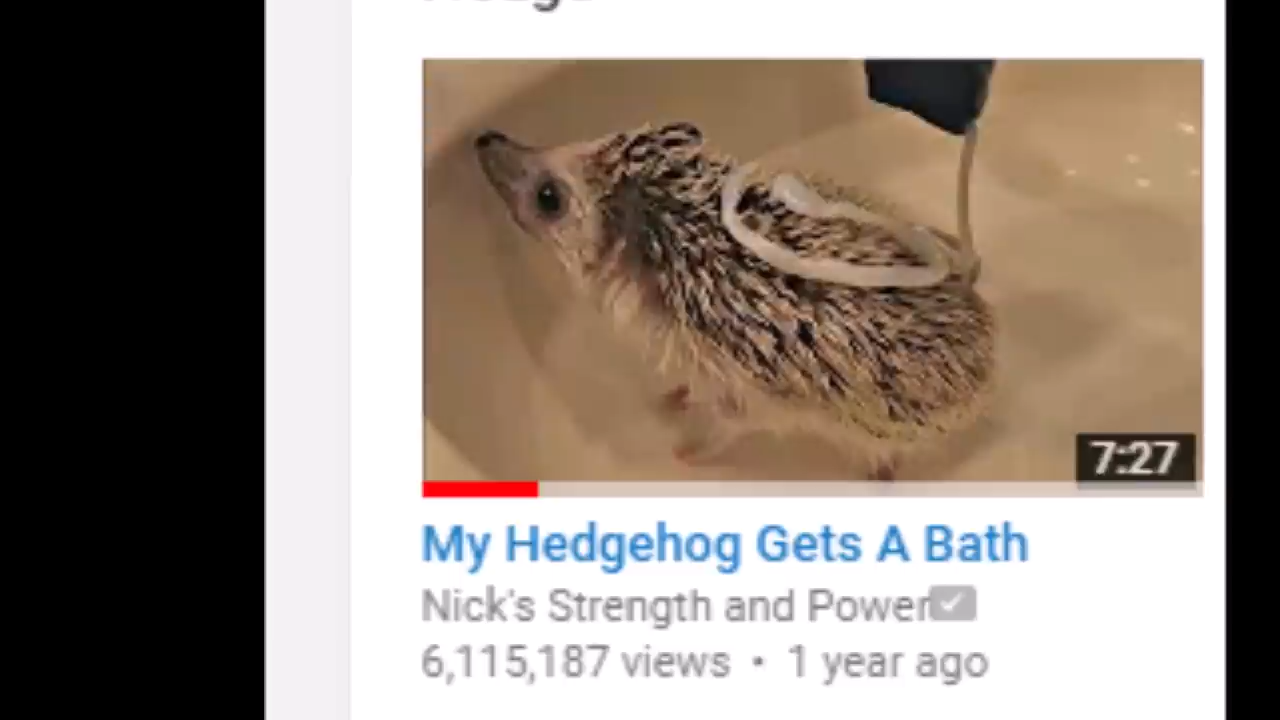 7:27
My Hedgehog Gets A Bath
Nick's Strength and Power
6,115,187 views • 1 year ago